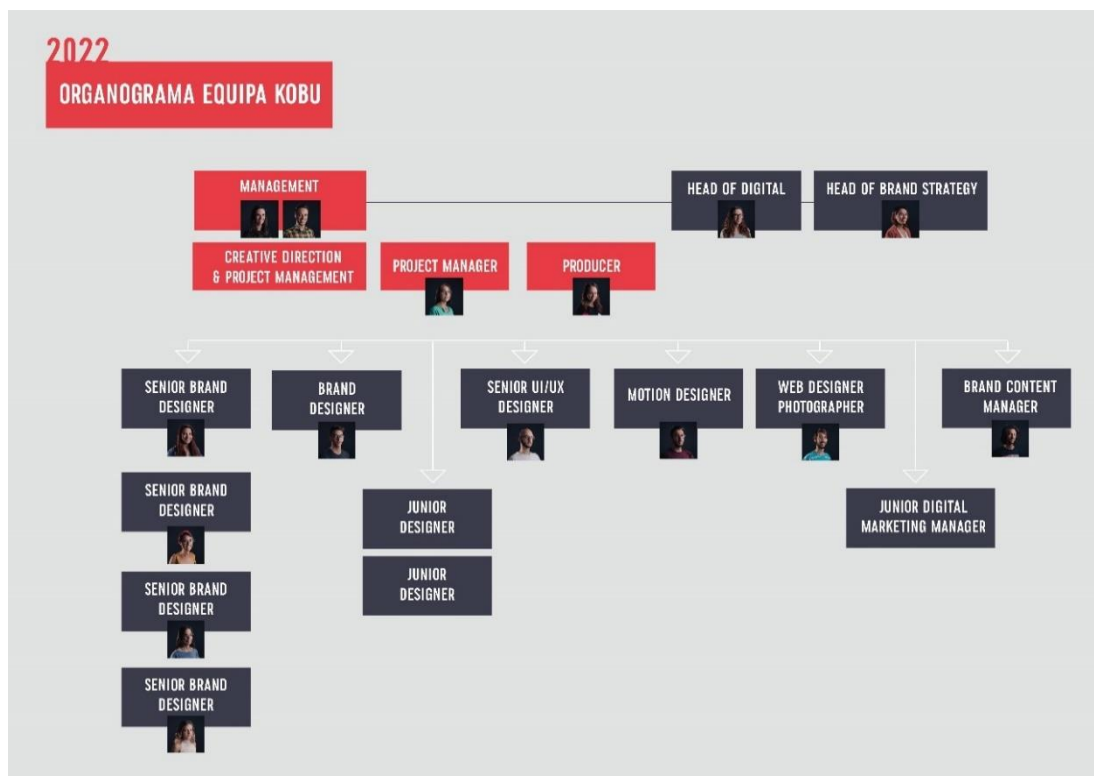 2022
ORGANOGRAMA EQUIPA KOBU
MANAGEMENT
HEAD OF DIGITAL
HEAD OF BRAND STRATEGY
CREATIVE DIRECTION
& PROJECT MANAGEMENT
PROJECT MANAGER
PRODUCER
SENIOR BRAND
DESIGNER
BRAND
DESIGNER
SENIOR UI/UX
DESIGNER
MOTION DESIGNER
WEB DESIGNER
PHOTOGRAPHER
BRAND CONTENT
MANAGER
SENIOR BRAND
DESIGNER
JUNIOR
DESIGNER
JUNIOR DIGITAL
MARKETING MANAGER
SENIOR BRAND
DESIGNER
JUNIOR
DESIGNER
SENIOR BRAND
DESIGNER